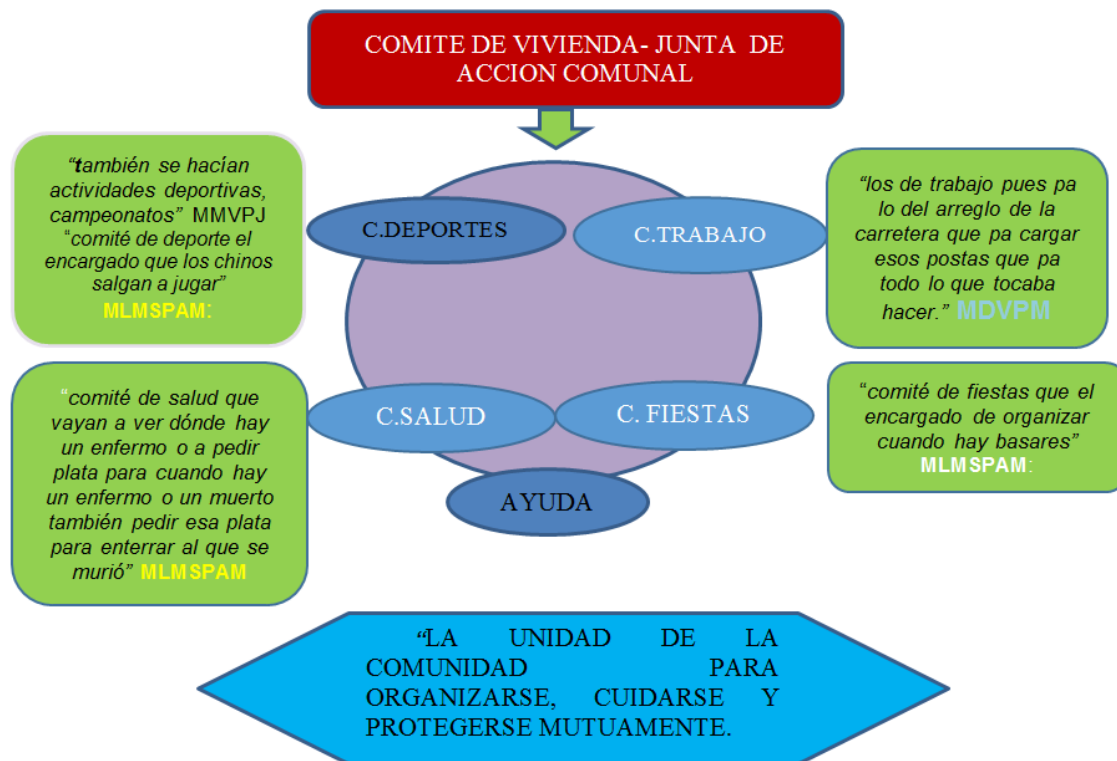 COMITE DE VIVIENDA- JUNTA DE
ACCION COMUNAL
“también se hacían
actividades deportivas,
campeonatos” MMVPJ
“comité de deporte el
encargado que los chinos
salgan a jugar”
MLMSPAM:
C.DEPORTES
C.TRABAJO
“los de trabajo pues pa
lo del arreglo de la
carretera que pa cargar
esos postas que pa
todo lo que tocaba
hacer.” MDVPM
“comité de salud que
vayan a ver dónde hay
un enfermo o a pedir
plata para cuando hay
un enfermo o un muerto
también pedir esa plata
para enterrar al que se
murió” MLMSPAM
C.SALUD
C. FIESTAS
“comité de fiestas que el
encargado de organizar
cuando hay basares”
MLMSPAM:
AYUDA
“LA UNIDAD DE LA
COMUNIDAD PARA
ORGANIZARSE, CUIDARSE Y
PROTEGERSE MUTUAMENTE.